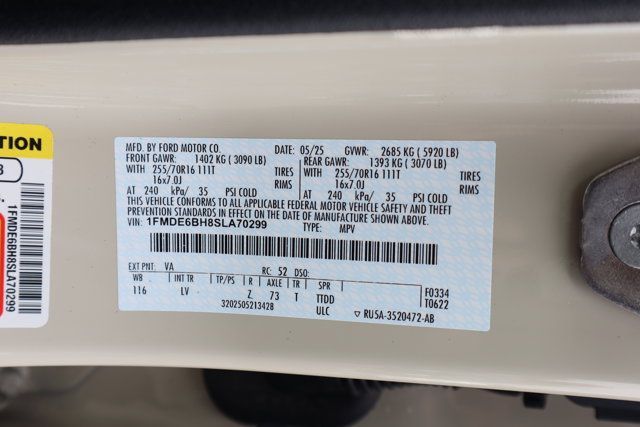 TION
3
1FMDE6BH8SLA70299
MFD. BY FORD MOTOR CO. DATE: 05/25 GVWR: 2685 KG (5920 LB)
FRONT GAWR: 1402 KG (3090 LB) REAR GAWR: 1393 KG (3070 LB)
WITH 255/70R16 111T TIRES WITH 255/70R16 111T TIRES
16x7.0J RIMS 16x7.0J RIMS
AT 240 kPa/ 35 PSI COLD AT 240 kPa/ 35 PSI COLD
THIS VEHICLE CONFORMS TO ALL APPLICABLE FEDERAL MOTOR VEHICLE SAFETY AND THEFT
PREVENTION STANDARDS IN EFFECT ON THE DATE OF MANUFACTURE SHOWN ABOVE.
VIN: 1FMDE6BH8SLA70299 TYPE: MPV
EXT PNT: VA RC: 52 DSO:
WB INT TR TP/PS R AXLE TR SPR F0334
116 LV Z 73 T TTDD T0622
3202505213428 ULC ▽ RU5A-3520472-AB